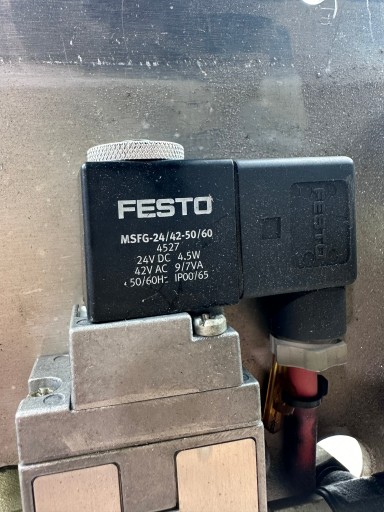 FESTO
MSFG-24/42-50/60
4527
24V DC 4.5W
42V AC 9/7VA
50/60Hz IP00/65
FESTO